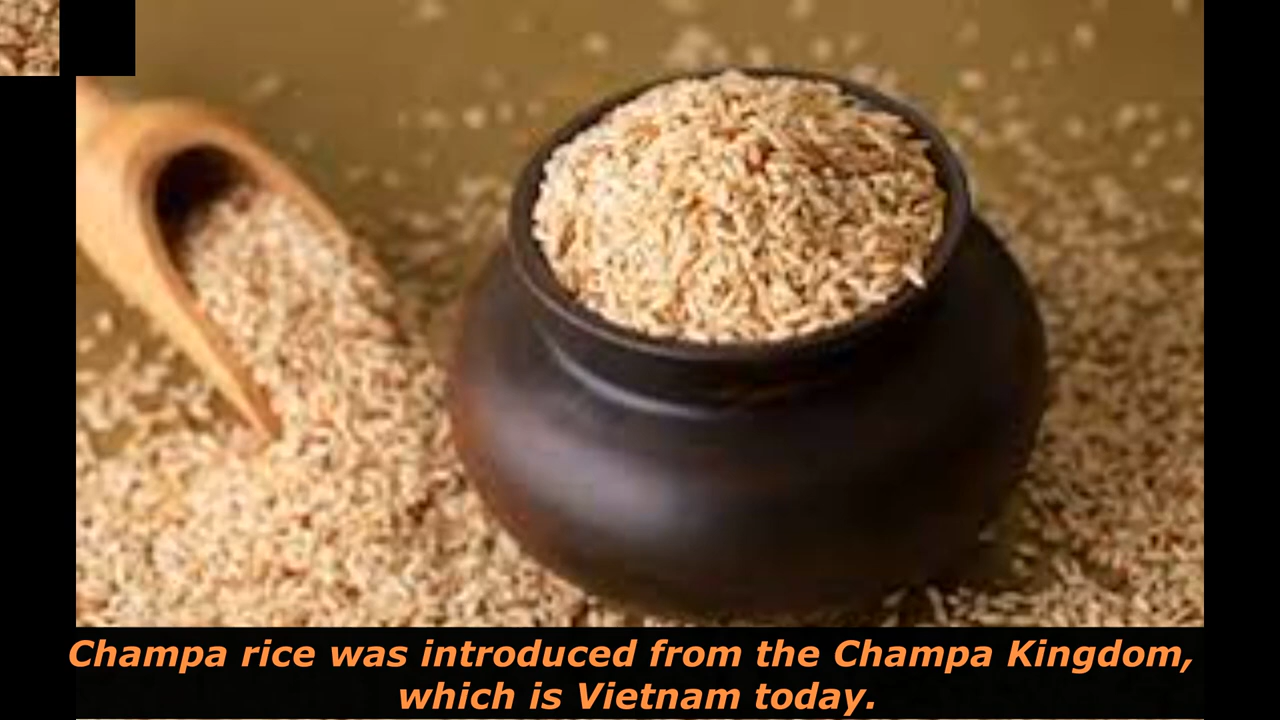 Champa rice was introduced from the Champa Kingdom,
which is Vietnam today.